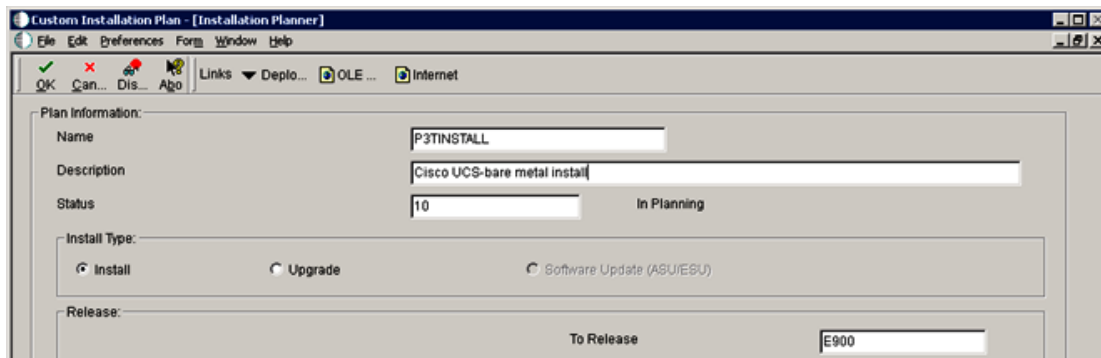 Custom Installation Plan - [Installation Planner]
File Edit Preferences Form Window Help
OK Can... Dis... Abo Links Deplo... OLE ... Internet
Plan Information:
Name P3TINSTALL
Description Cisco UCS-bare metal install
Status 10 In Planning
Install Type:
Install Upgrade Software Update (ASU/ESU)
Release:
To Release E900